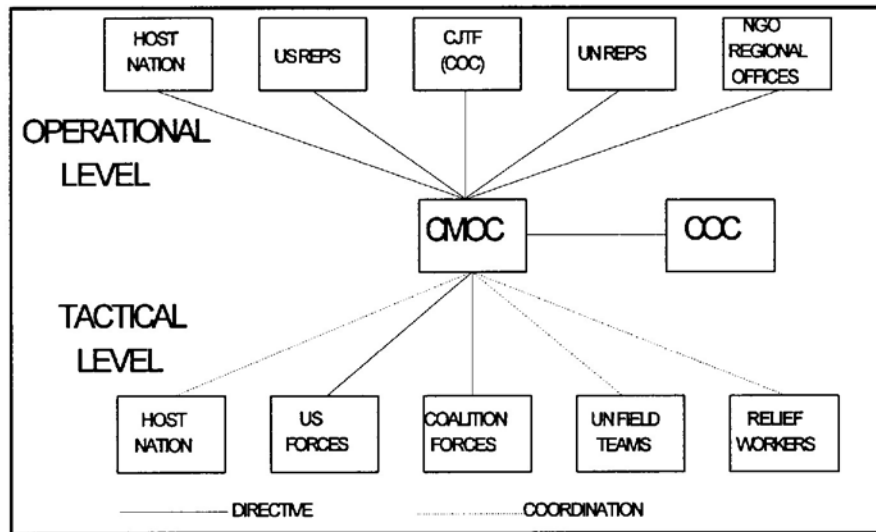 HOST
NATION
US REPS
CJTF
(COC)
UN REPS
NGO
REGIONAL
OFFICES
OPERATIONAL
LEVEL
CMOC
COC
TACTICAL
LEVEL
HOST
NATION
US
FORCES
COALITION
FORCES
UN FIELD
TEAMS
RELIEF
WORKERS
DIRECTIVE
COORDINATION